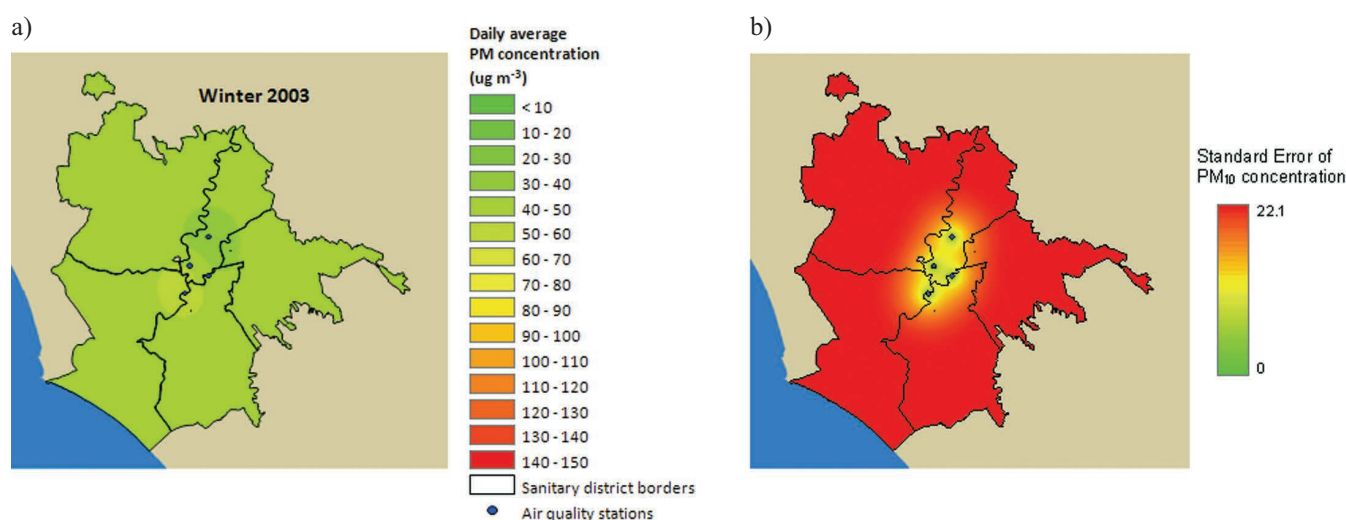 a)
Winter 2003
Daily average
PM concentration
(ug m⁻³)
< 10
10 - 20
20 - 30
30 - 40
40 - 50
50 - 60
60 - 70
70 - 80
80 - 90
90 - 100
100 - 110
110 - 120
120 - 130
130 - 140
140 - 150
Sanitary district borders
Air quality stations
b)
Standard Error of
PM₁₀ concentration
22.1
0